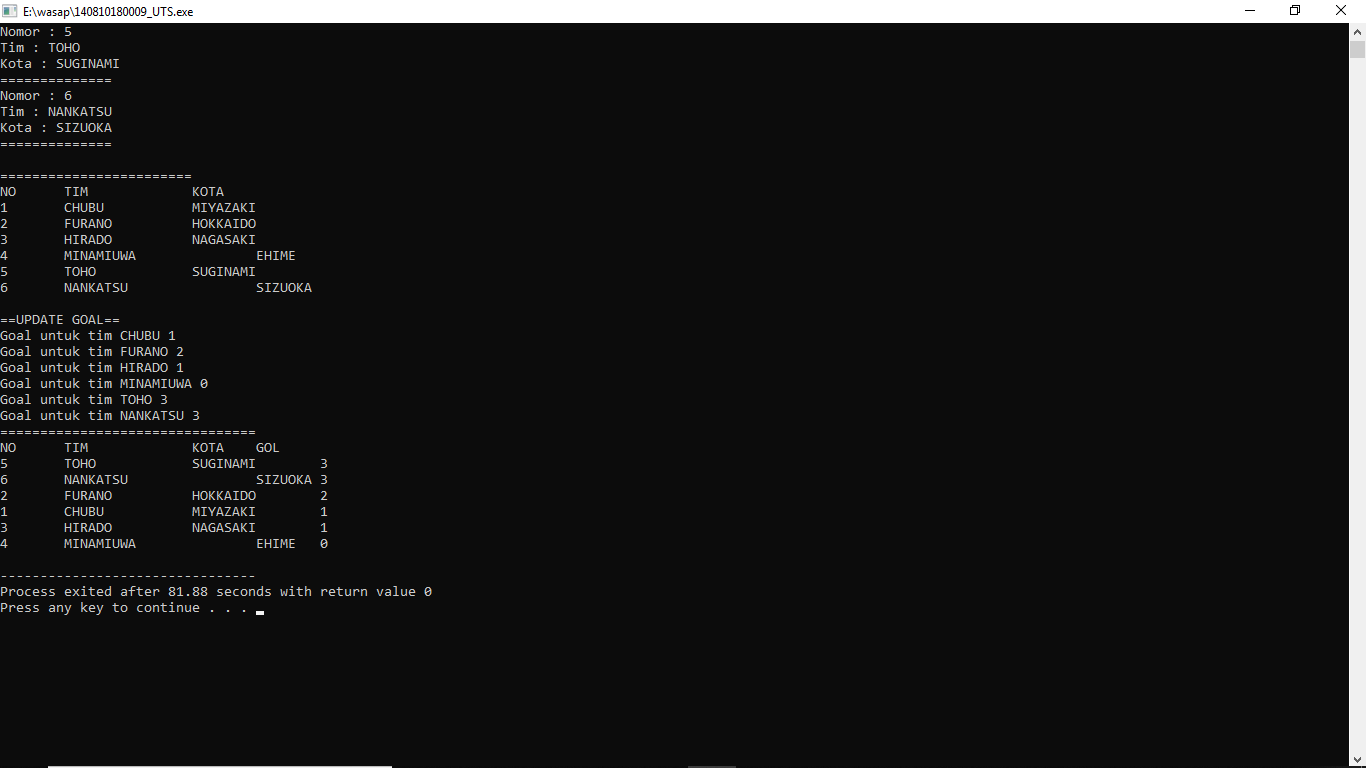 E:\wasap\140810180009_UTS.exe
Nomor : 5
Tim : TOHO
Kota : SUGINAMI
==============
Nomor : 6
Tim : NANKATSU
Kota : SIZUOKA
==============
========================
NO TIM KOTA
1 CHUBU MIYAZAKI
2 FURANO HOKKAIDO
3 HIRADO NAGASAKI
4 MINAMIUWA EHIME
5 TOHO SUGINAMI
6 NANKATSU SIZUOKA
==UPDATE GOAL==
Goal untuk tim CHUBU 1
Goal untuk tim FURANO 2
Goal untuk tim HIRADO 1
Goal untuk tim MINAMIUWA 0
Goal untuk tim TOHO 3
Goal untuk tim NANKATSU 3
================================
NO TIM KOTA GOL
5 TOHO SUGINAMI 3
6 NANKATSU SIZUOKA 3
2 FURANO HOKKAIDO 2
1 CHUBU MIYAZAKI 1
3 HIRADO NAGASAKI 1
4 MINAMIUWA EHIME 0
--------------------------------
Process exited after 81.88 seconds with return value 0
Press any key to continue . . .